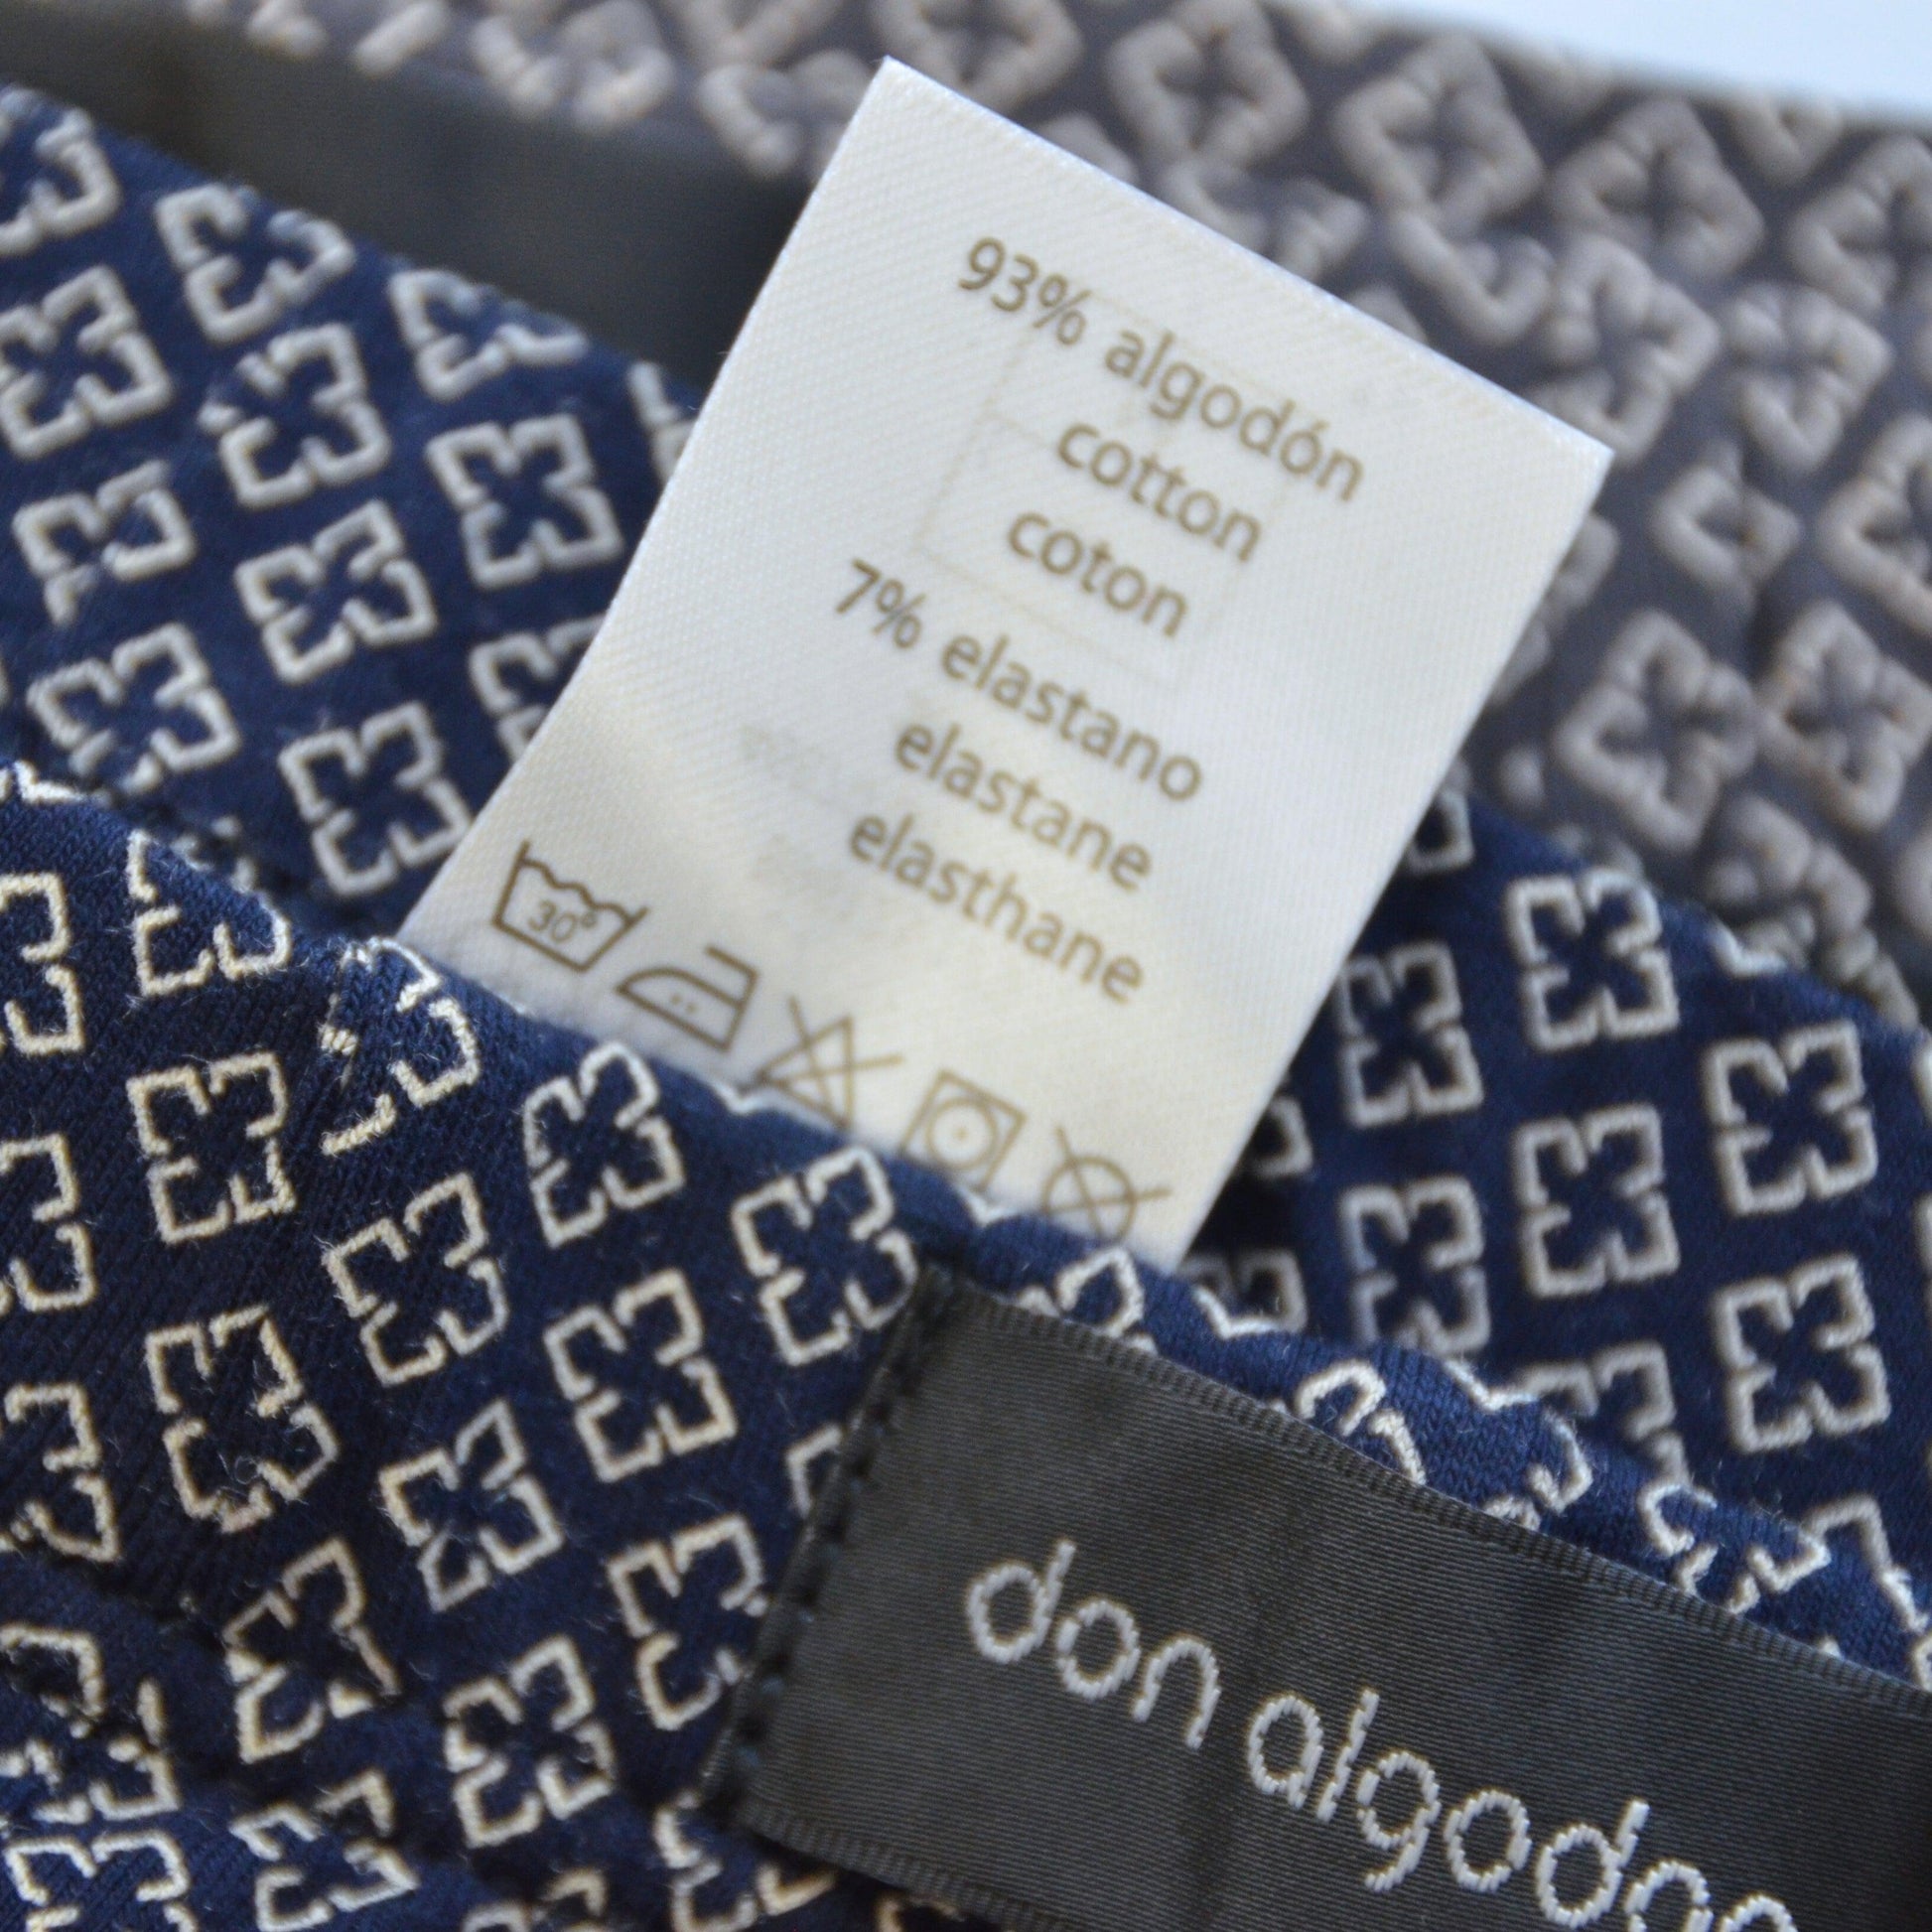 93% algodón
cotton
coton
7% elastano
elastane
elasthane
30°
don algodon